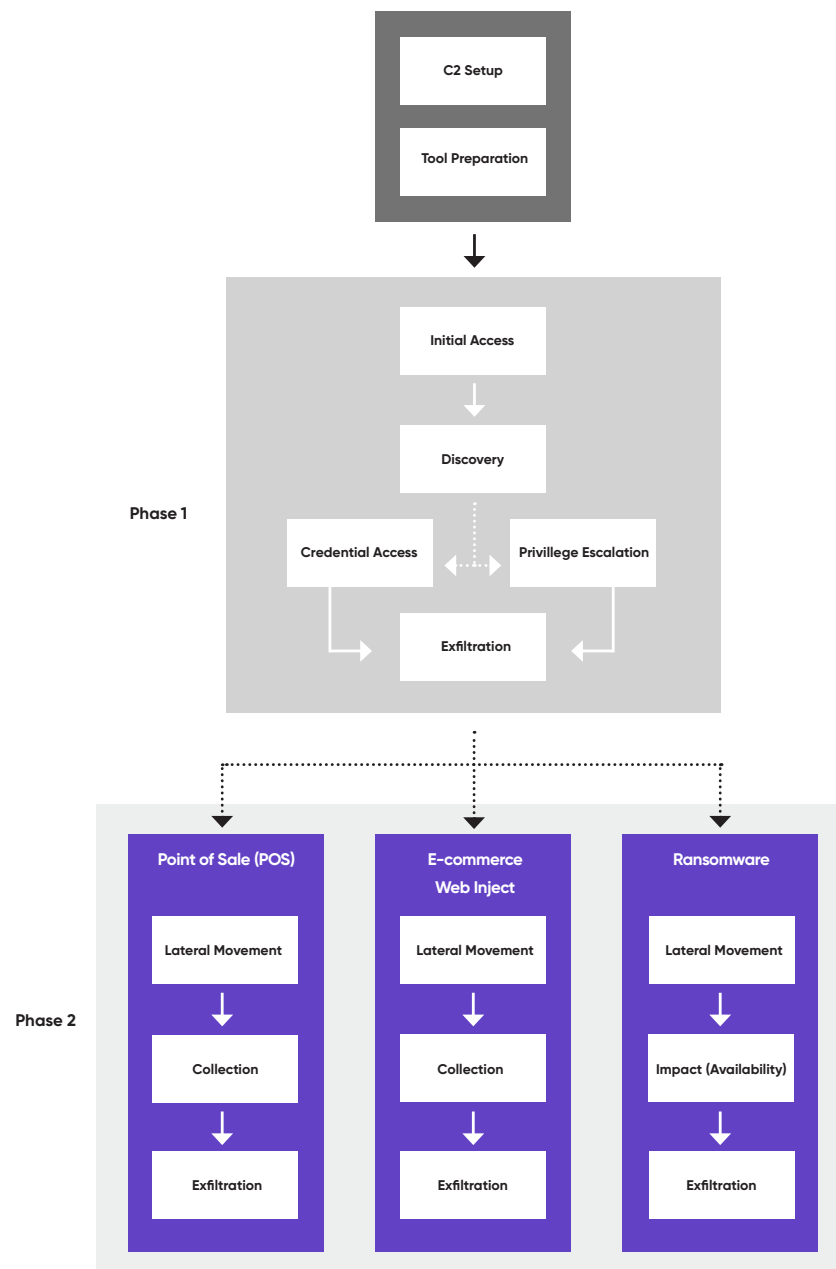 C2 Setup
Tool Preparation
Phase 1
Initial Access
Discovery
Credential Access
Privillege Escalation
Exfiltration
Phase 2
Point of Sale (POS)
Lateral Movement
Collection
Exfiltration
E-commerce
Web Inject
Lateral Movement
Collection
Exfiltration
Ransomware
Lateral Movement
Impact (Availability)
Exfiltration